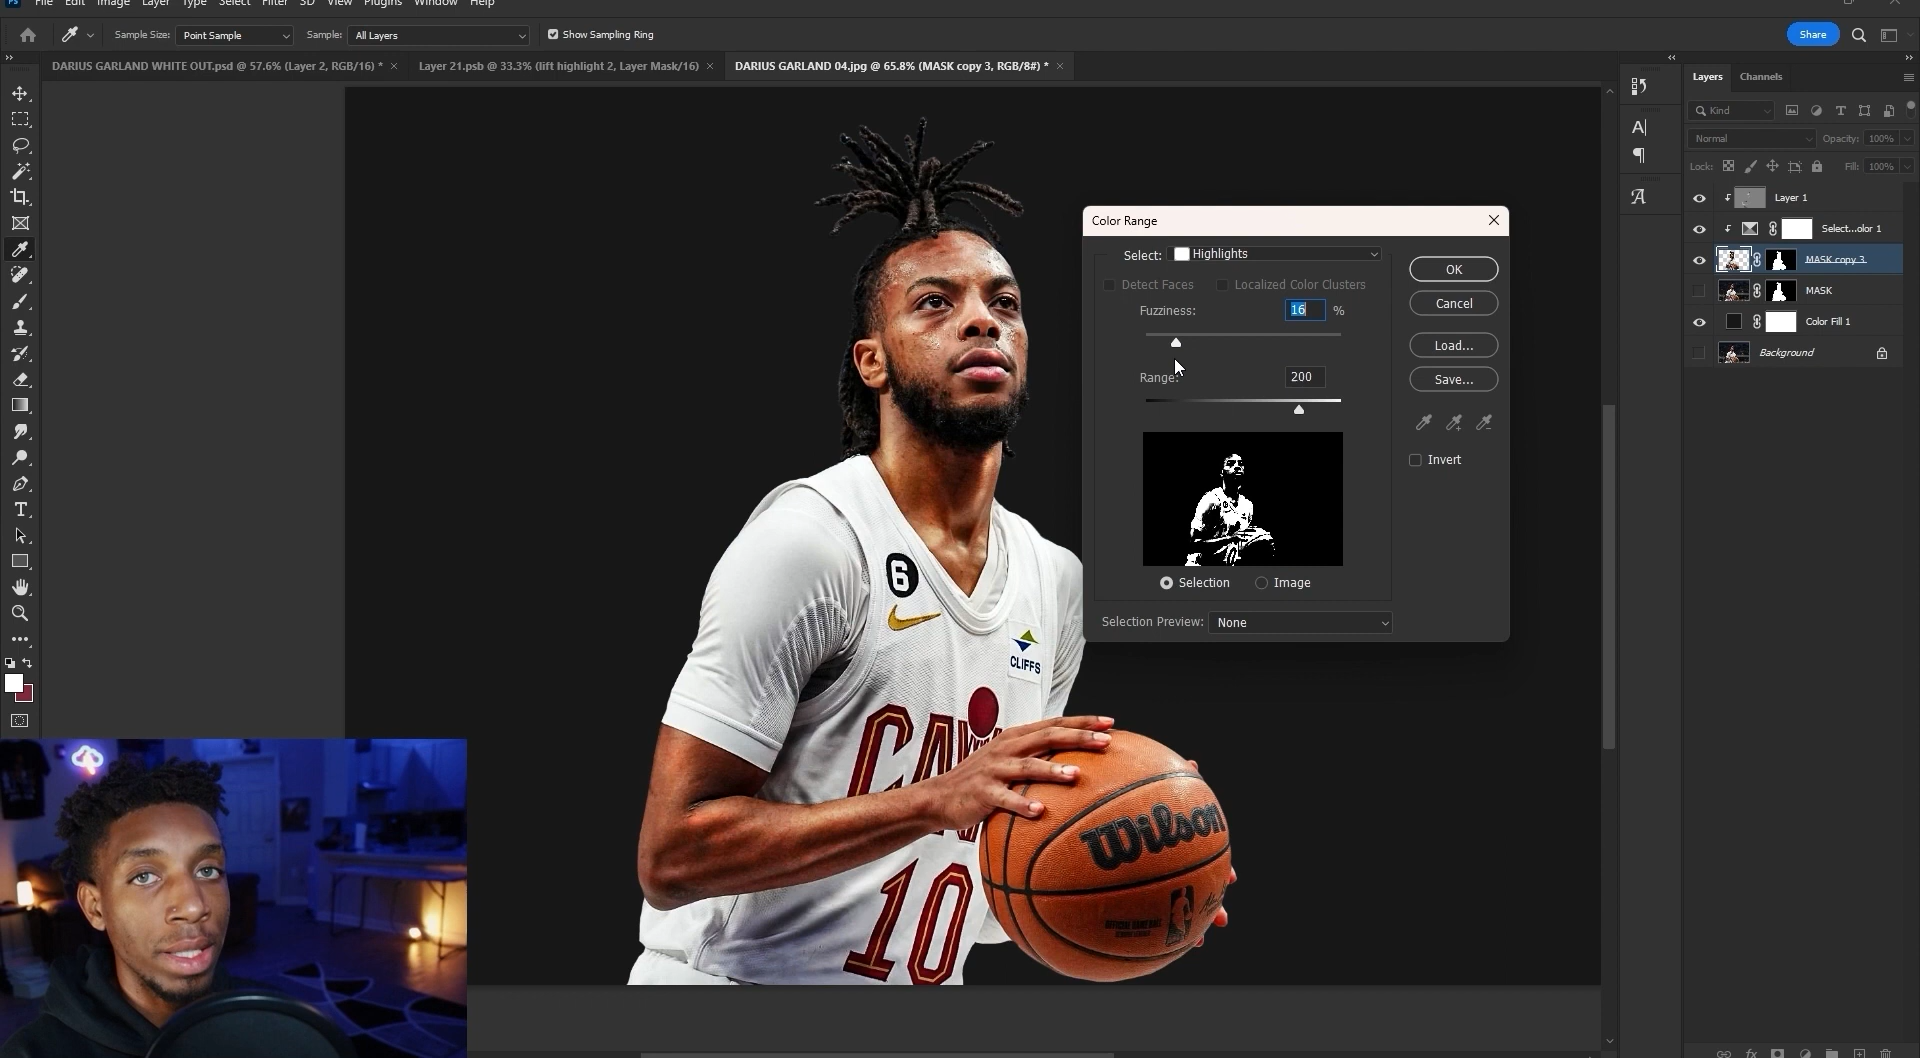 File Edit Image Layer Type Select Filter 3D View Plugins Window Help
Sample Size: Point Sample Sample: All Layers Show Sampling Ring Share
DARIUS GARLAND WHITE OUT.psd @ 57.6% (Layer 2, RGB/16) * Layer 21.psb @ 33.3% (lift highlight 2, Layer Mask/16) DARIUS GARLAND 04.jpg @ 65.8% (MASK copy 3, RGB/8#) *
Layers Channels
Kind
Normal Opacity: 100%
Lock: Fill: 100%
Layer 1
Select...olor 1
MASK copy 3
MASK
Color Fill 1
Background
Color Range
Select: Highlights
Detect Faces Localized Color Clusters
Fuzziness: 16 %
Range: 200
Selection Image
Selection Preview: None
OK
Cancel
Load...
Save...
Invert
6
CLIFFS
CAV
10
Wilson